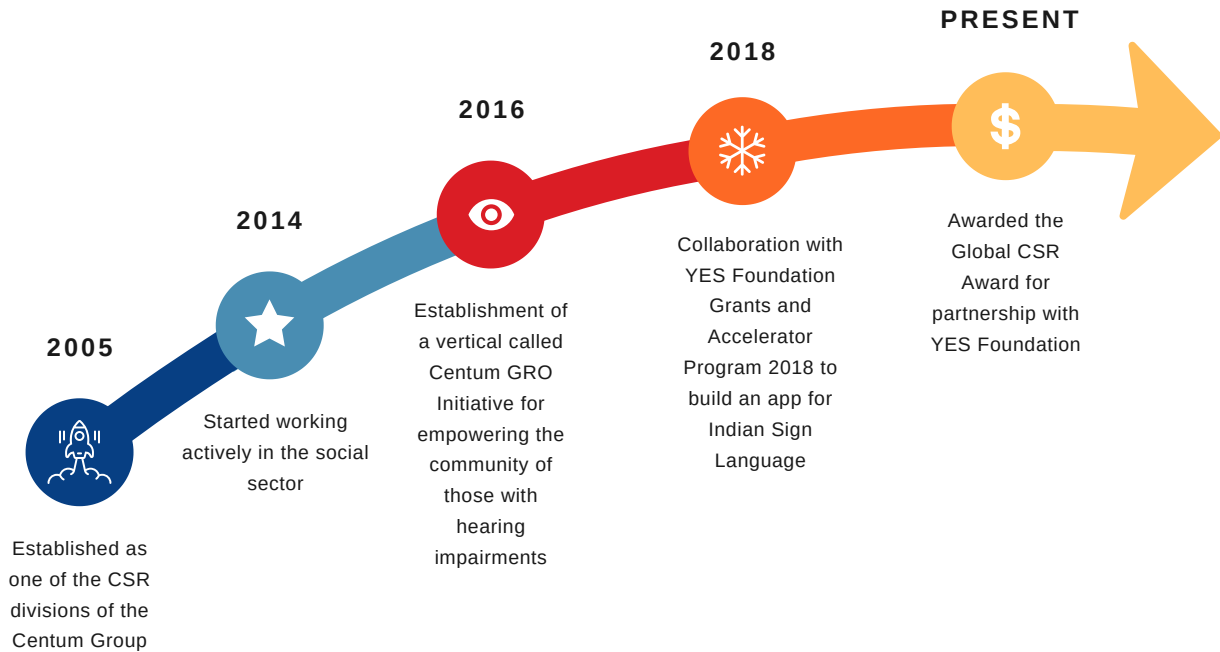 2005
Established as
one of the CSR
divisions of the
Centum Group
2014
Started working
actively in the social
sector
2016
Establishment of
a vertical called
Centum GRO
Initiative for
empowering the
community of
those with
hearing
impairments
2018
Collaboration with
YES Foundation
Grants and
Accelerator
Program 2018 to
build an app for
Indian Sign
Language
PRESENT
$
Awarded the
Global CSR
Award for
partnership with
YES Foundation